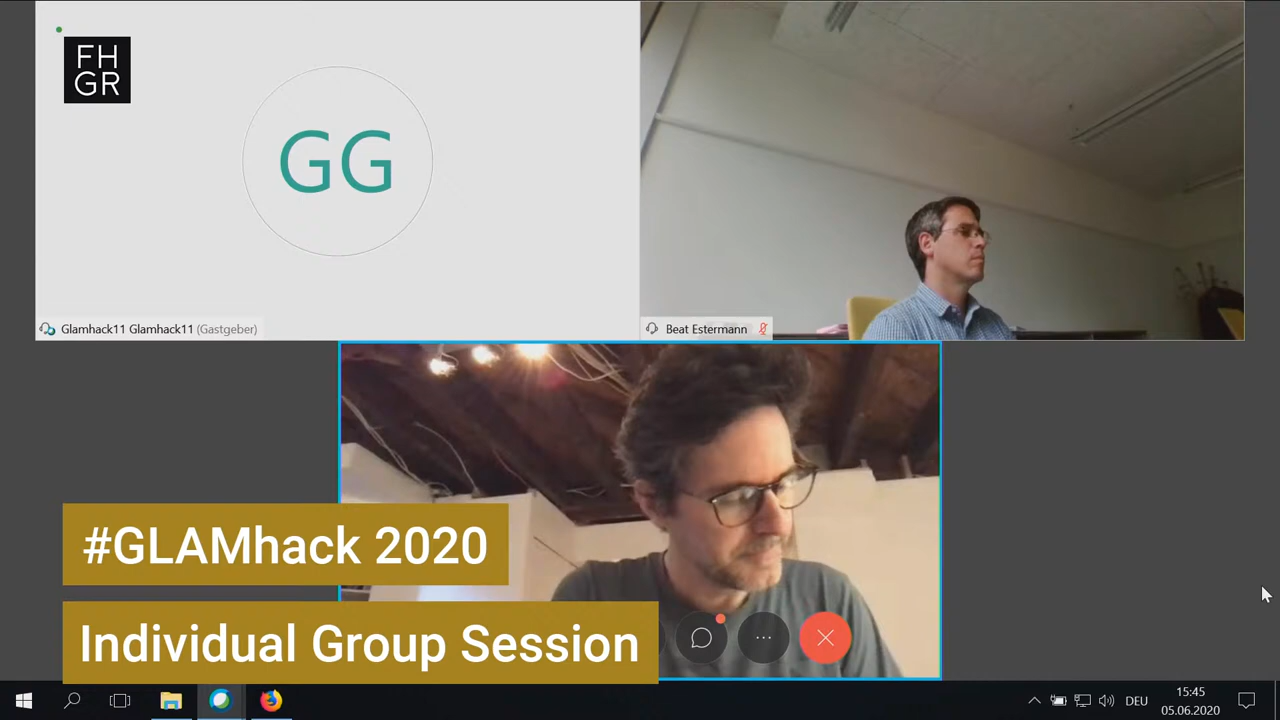 FH
GR
GG
Glamhack11 Glamhack11 (Gastgeber)
Beat Estermann
#GLAMhack 2020
Individual Group Session
DEU
15:45
05.06.2020